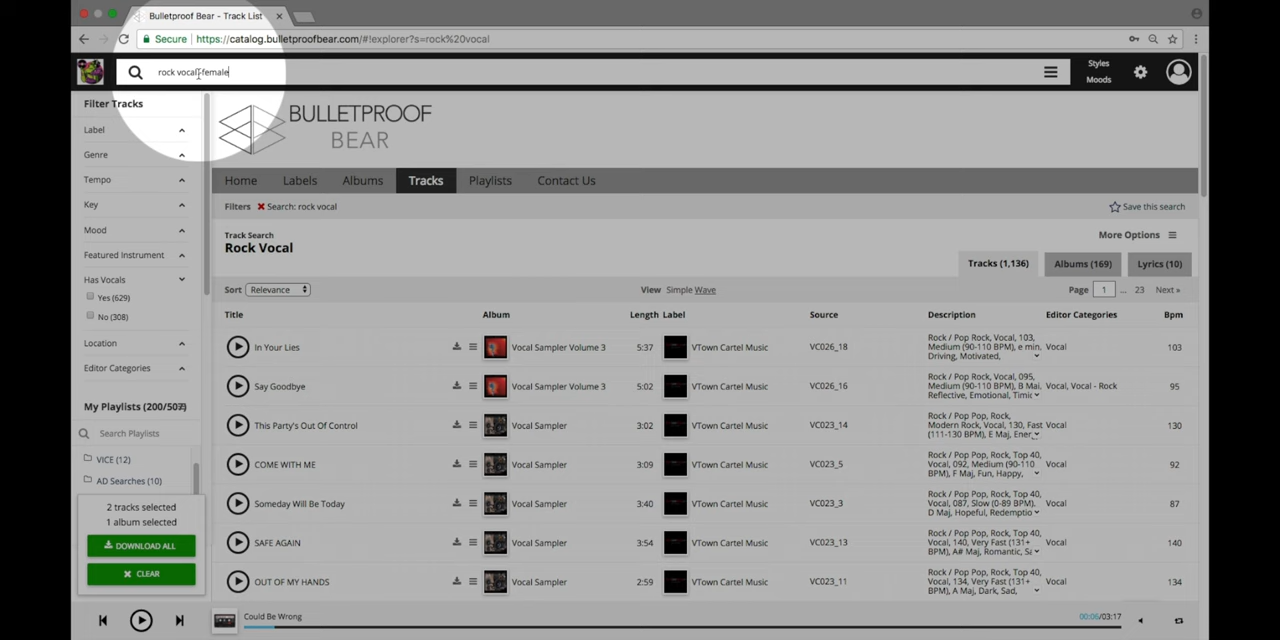 Bulletproof Bear - Track List
Secure https://catalog.bulletproofbear.com/#!explorer?s=rock%20vocal
rock vocal-female
Styles
Moods
Filter Tracks
Label
Genre
Tempo
Key
Mood
Featured Instrument
Has Vocals
Yes (629)
No (308)
Location
Editor Categories
My Playlists (200/507)
Search Playlists
VICE (12)
AD Searches (10)
2 tracks selected
1 album selected
DOWNLOAD ALL
CLEAR
BULLETPROOF
BEAR
Home Labels Albums Tracks Playlists Contact Us
Filters Search: rock vocal Save this search
Track Search
Rock Vocal
More Options
Tracks (1,136) Albums (169) Lyrics (10)
Sort Relevance View Simple Wave Page 1 ... 23 Next »
Title Album Length Label Source Description Editor Categories Bpm
In Your Lies Vocal Sampler Volume 3 5:37 VTown Cartel Music VC026_18 Rock / Pop Rock, Vocal, 103, Vocal 103
Medium (90-110 BPM), e min,
Driving, Motivated,
Say Goodbye Vocal Sampler Volume 3 5:02 VTown Cartel Music VC026_16 Rock / Pop Rock, Vocal, 095, Vocal, Vocal - Rock 95
Medium (90-110 BPM), B Maj,
Reflective, Emotional, Timic
This Party's Out Of Control Vocal Sampler 3:02 VTown Cartel Music VC023_14 Rock / Pop Pop, Rock, Vocal 130
Modern Rock, Vocal, 130, Fast
(111-130 BPM), E Maj, Ener
COME WITH ME Vocal Sampler 3:09 VTown Cartel Music VC023_5 Rock / Pop Pop, Rock, Top 40, Vocal 92
Vocal, 092, Medium (90-110
BPM), F Maj, Fun, Happy,
Someday Will Be Today Vocal Sampler 3:40 VTown Cartel Music VC023_3 Rock / Pop Pop, Rock, Top 40, Vocal 87
Vocal, 087, Slow (0-89 BPM),
D Maj, Hopeful, Redemptio
SAFE AGAIN Vocal Sampler 3:54 VTown Cartel Music VC023_13 Rock / Pop Pop, Rock, Top 40, Vocal 140
Vocal, 140, Very Fast (131+
BPM), A# Maj, Romantic, Sa
OUT OF MY HANDS Vocal Sampler 2:59 VTown Cartel Music VC023_11 Rock / Pop Pop, Rock, Top 40, Vocal 134
Vocal, 134, Very Fast (131+
BPM), A Maj, Dark, Sad,
Could Be Wrong 00:06/03:17